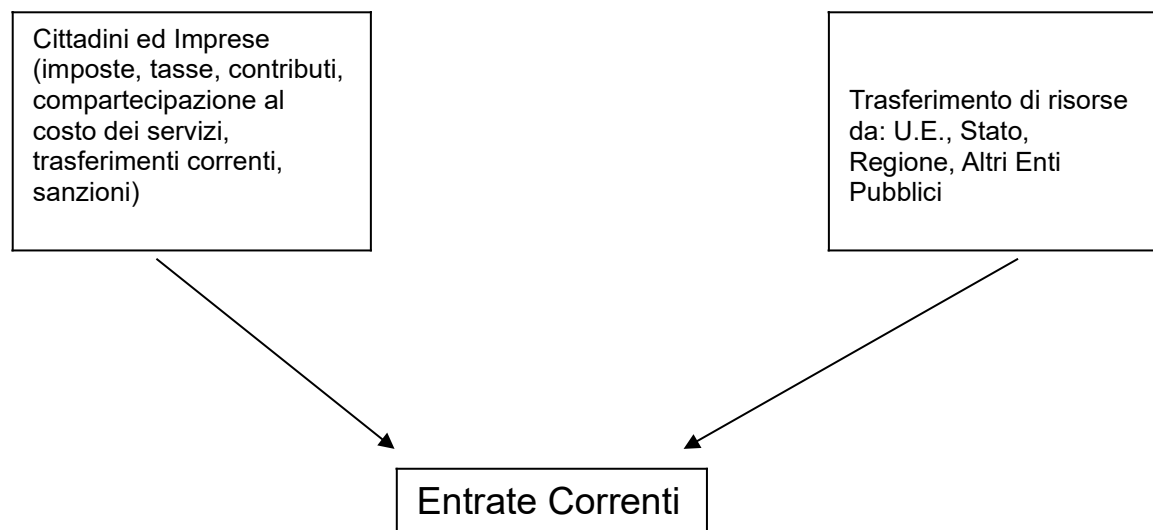 Cittadini ed Imprese
(imposte, tasse, contributi,
compartecipazione al
costo dei servizi,
trasferimenti correnti,
sanzioni)
Trasferimento di risorse
da: U.E., Stato,
Regione, Altri Enti
Pubblici
Entrate Correnti